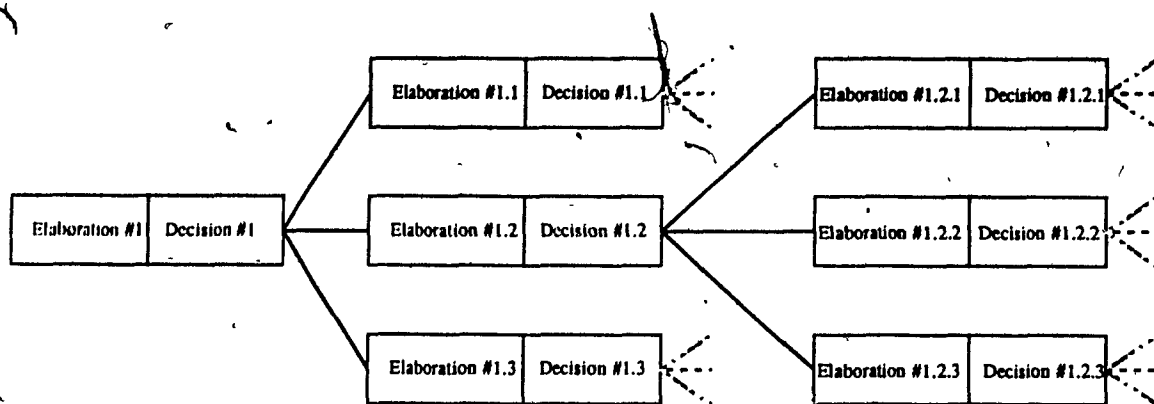 Elaboration #1.1 Decision #1.1
Elaboration #1.2.1 Decision #1.2.1
Elaboration #1 Decision #1
Elaboration #1.2 Decision #1.2
Elaboration #1.2.2 Decision #1.2.2
Elaboration #1.3 Decision #1.3
Elaboration #1.2.3 Decision #1.2.3